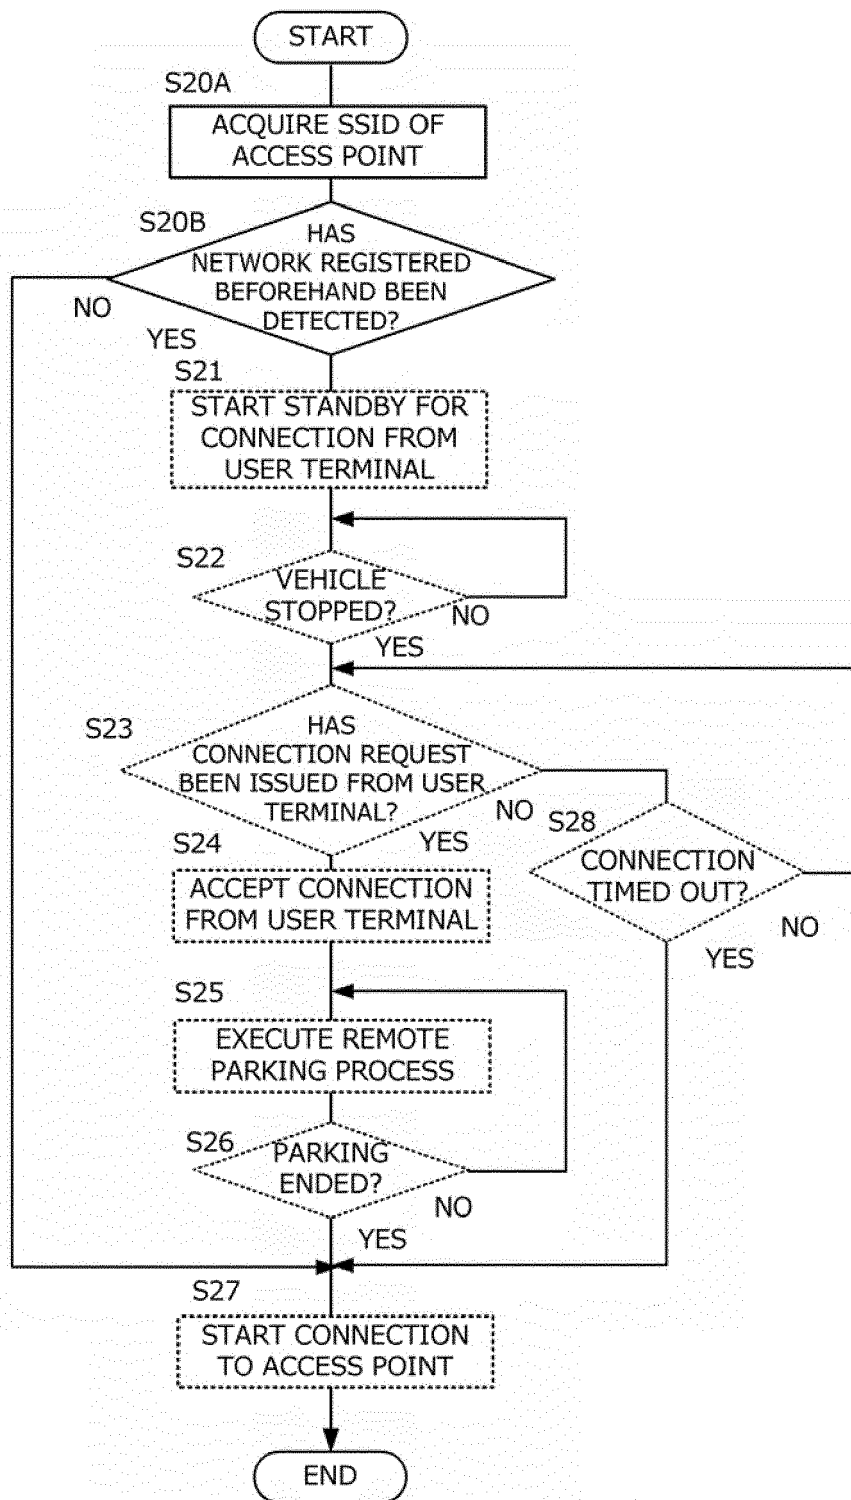 START
S20A
ACQUIRE SSID OF
ACCESS POINT
S20B
HAS
NETWORK REGISTERED
BEFOREHAND BEEN
DETECTED?
NO
YES
S21
START STANDBY FOR
CONNECTION FROM
USER TERMINAL
S22
VEHICLE
STOPPED?
NO
YES
S23
HAS
CONNECTION REQUEST
BEEN ISSUED FROM USER
TERMINAL?
NO
YES
S28
CONNECTION
TIMED OUT?
NO
YES
S24
ACCEPT CONNECTION
FROM USER TERMINAL
S25
EXECUTE REMOTE
PARKING PROCESS
S26
PARKING
ENDED?
NO
YES
S27
START CONNECTION
TO ACCESS POINT
END